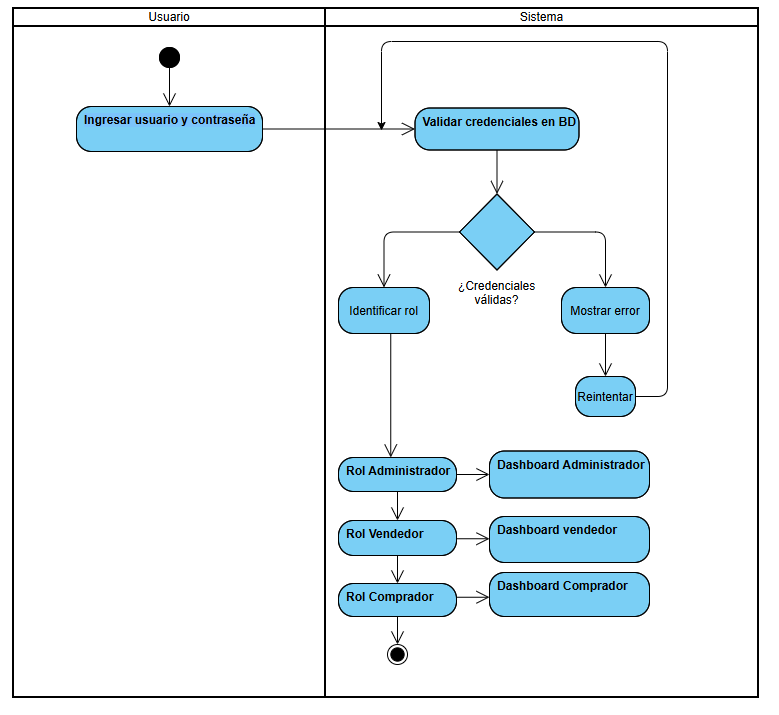 Usuario
Sistema
Ingresar usuario y contraseña
Validar credenciales en BD
¿Credenciales
válidas?
Identificar rol
Mostrar error
Reintentar
Rol Administrador
Dashboard Administrador
Rol Vendedor
Dashboard vendedor
Rol Comprador
Dashboard Comprador